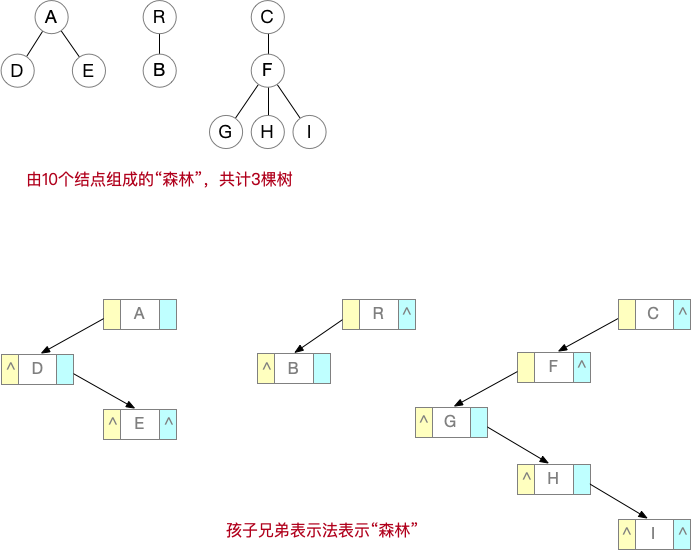 A R C
D E B F
G H I
由10个结点组成的“森林”，共计3棵树
A R ^ C ^
^ D ^ B F ^
^ E ^ ^ G
^ H
^ I ^
孩子兄弟表示法表示“森林”